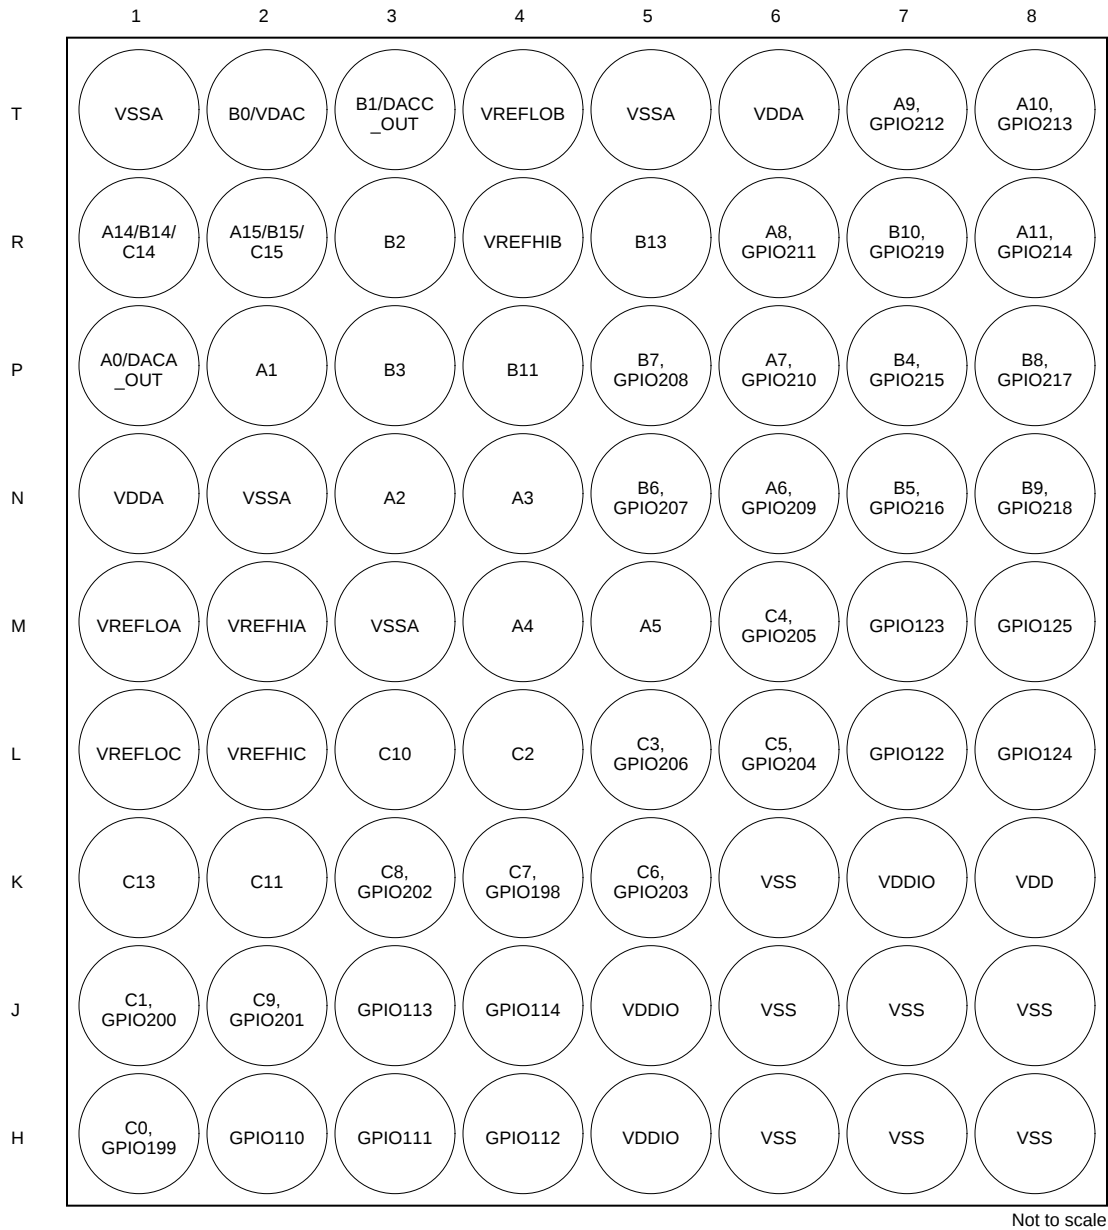 1 2 3 4 5 6 7 8
T
VSSA
B0/VDAC
B1/DACC
_OUT
VREFLOB
VSSA
VDDA
A9,
GPIO212
A10,
GPIO213
R
A14/B14/
C14
A15/B15/
C15
B2
VREFHIB
B13
A8,
GPIO211
B10,
GPIO219
A11,
GPIO214
P
A0/DACA
_OUT
A1
B3
B11
B7,
GPIO208
A7,
GPIO210
B4,
GPIO215
B8,
GPIO217
N
VDDA
VSSA
A2
A3
B6,
GPIO207
A6,
GPIO209
B5,
GPIO216
B9,
GPIO218
M
VREFLOA
VREFHIA
VSSA
A4
A5
C4,
GPIO205
GPIO123
GPIO125
L
VREFLOC
VREFHIC
C10
C2
C3,
GPIO206
C5,
GPIO204
GPIO122
GPIO124
K
C13
C11
C8,
GPIO202
C7,
GPIO198
C6,
GPIO203
VSS
VDDIO
VDD
J
C1,
GPIO200
C9,
GPIO201
GPIO113
GPIO114
VDDIO
VSS
VSS
VSS
H
C0,
GPIO199
GPIO110
GPIO111
GPIO112
VDDIO
VSS
VSS
VSS
Not to scale